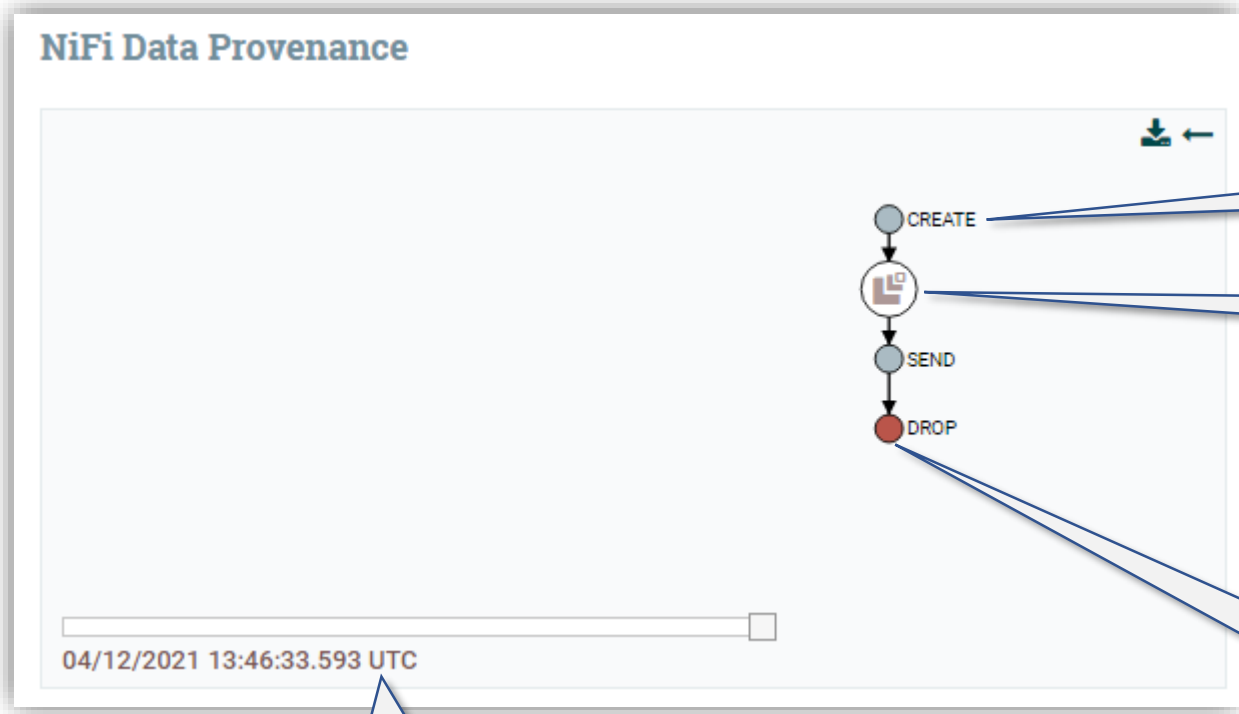 NiFi Data Provenance
CREATE
SEND
DROP
04/12/2021 13:46:33.593 UTC